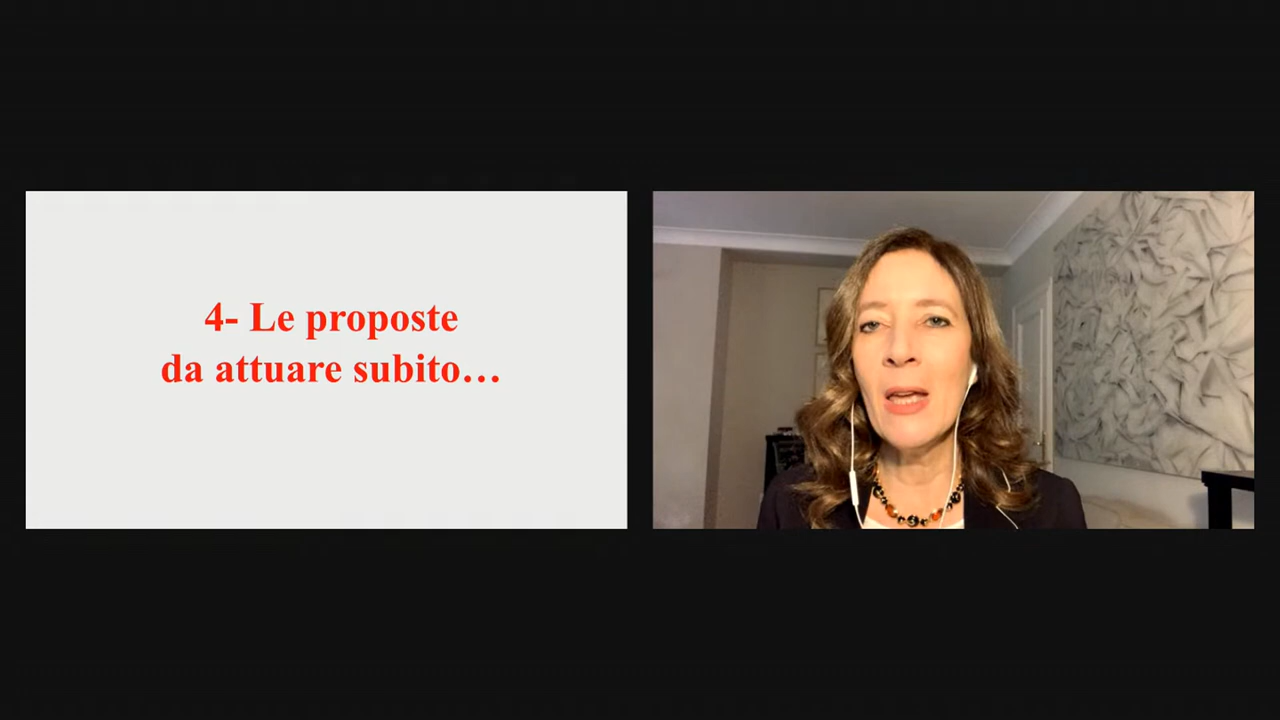 4- Le proposte
da attuare subito…